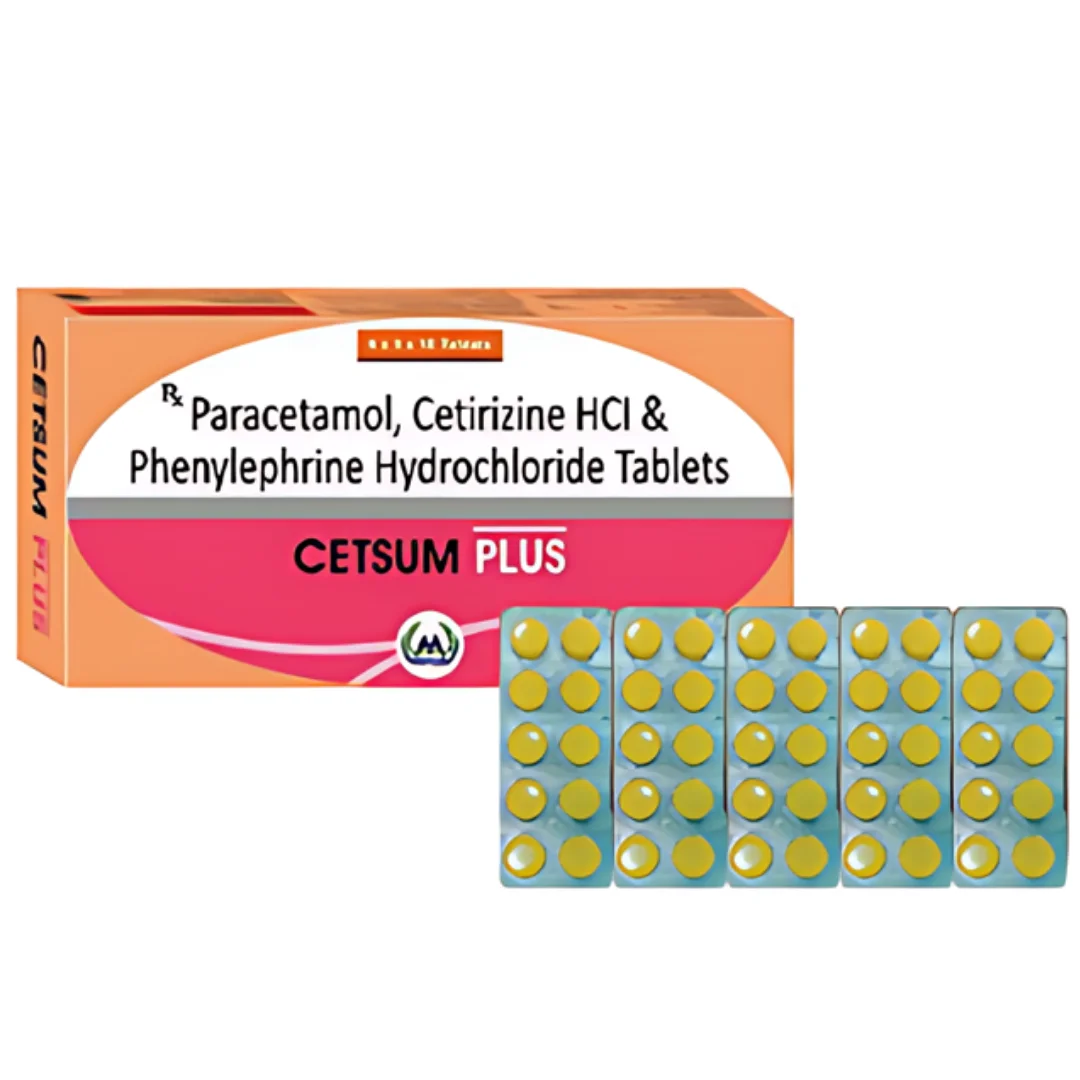 Rx Paracetamol, Cetirizine HCl &
Phenylephrine Hydrochloride Tablets
CETSUM PLUS
CETSUM PLUS